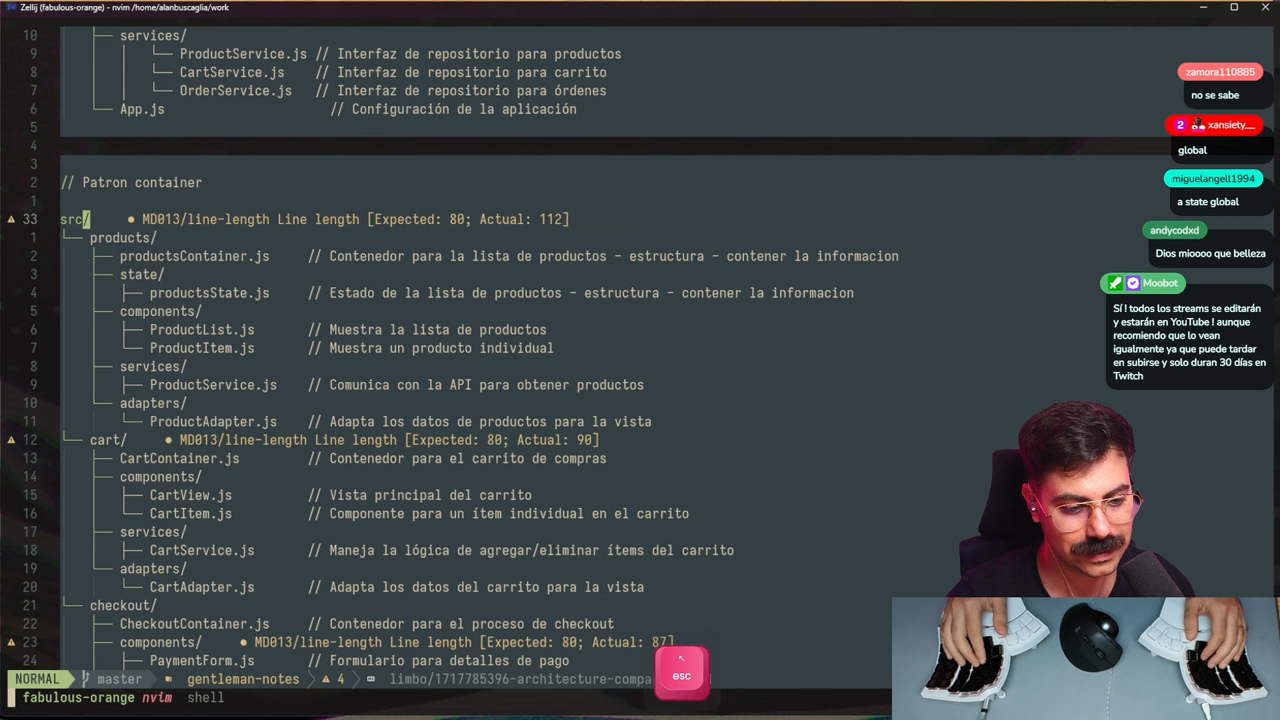 Zellij (fabulous-orange) - nvim /home/alanbuscaglia/work
10 ├── services/
9 │ │ └── ProductService.js // Interfaz de repositorio para productos
8 │ │ └── CartService.js // Interfaz de repositorio para carrito
7 │ │ └── OrderService.js // Interfaz de repositorio para órdenes
6 └── App.js // Configuración de la aplicación
5
4
3
2 // Patron container
1
33 src/ ● MD013/line-length Line length [Expected: 80; Actual: 112]
1 └── products/
2 ├── productsContainer.js // Contenedor para la lista de productos - estructura - contener la informacion
3 ├── state/
4 │ ├── productsState.js // Estado de la lista de productos - estructura - contener la informacion
5 ├── components/
6 │ ├── ProductList.js // Muestra la lista de productos
7 │ ├── ProductItem.js // Muestra un producto individual
8 ├── services/
9 │ ├── ProductService.js // Comunica con la API para obtener productos
10 ├── adapters/
11 │ └── ProductAdapter.js // Adapta los datos de productos para la vista
12 └── cart/ ● MD013/line-length Line length [Expected: 80; Actual: 90]
13 ├── CartContainer.js // Contenedor para el carrito de compras
14 ├── components/
15 │ ├── CartView.js // Vista principal del carrito
16 │ ├── CartItem.js // Componente para un ítem individual en el carrito
17 ├── services/
18 │ ├── CartService.js // Maneja la lógica de agregar/eliminar ítems del carrito
19 ├── adapters/
20 │ └── CartAdapter.js // Adapta los datos del carrito para la vista
21 └── checkout/
22 ├── CheckoutContainer.js // Contenedor para el proceso de checkout
23 ├── components/ ● MD013/line-length Line length [Expected: 80; Actual: 87]
24 │ ├── PaymentForm.js // Formulario para detalles de pago
NORMAL master gentleman-notes 4 limbo/1717785396-architecture-compa
fabulous-orange nvim shell
esc
zamora110885
no se sabe
2 xansiety__
global
miguelangell1994
a state global
andycodxd
Dios mioooo que belleza
Moobot
Sí ! todos los streams se editarán
y estarán en YouTube ! aunque
recomiendo que lo vean
igualmente ya que puede tardar
en subirse y solo duran 30 días en
Twitch